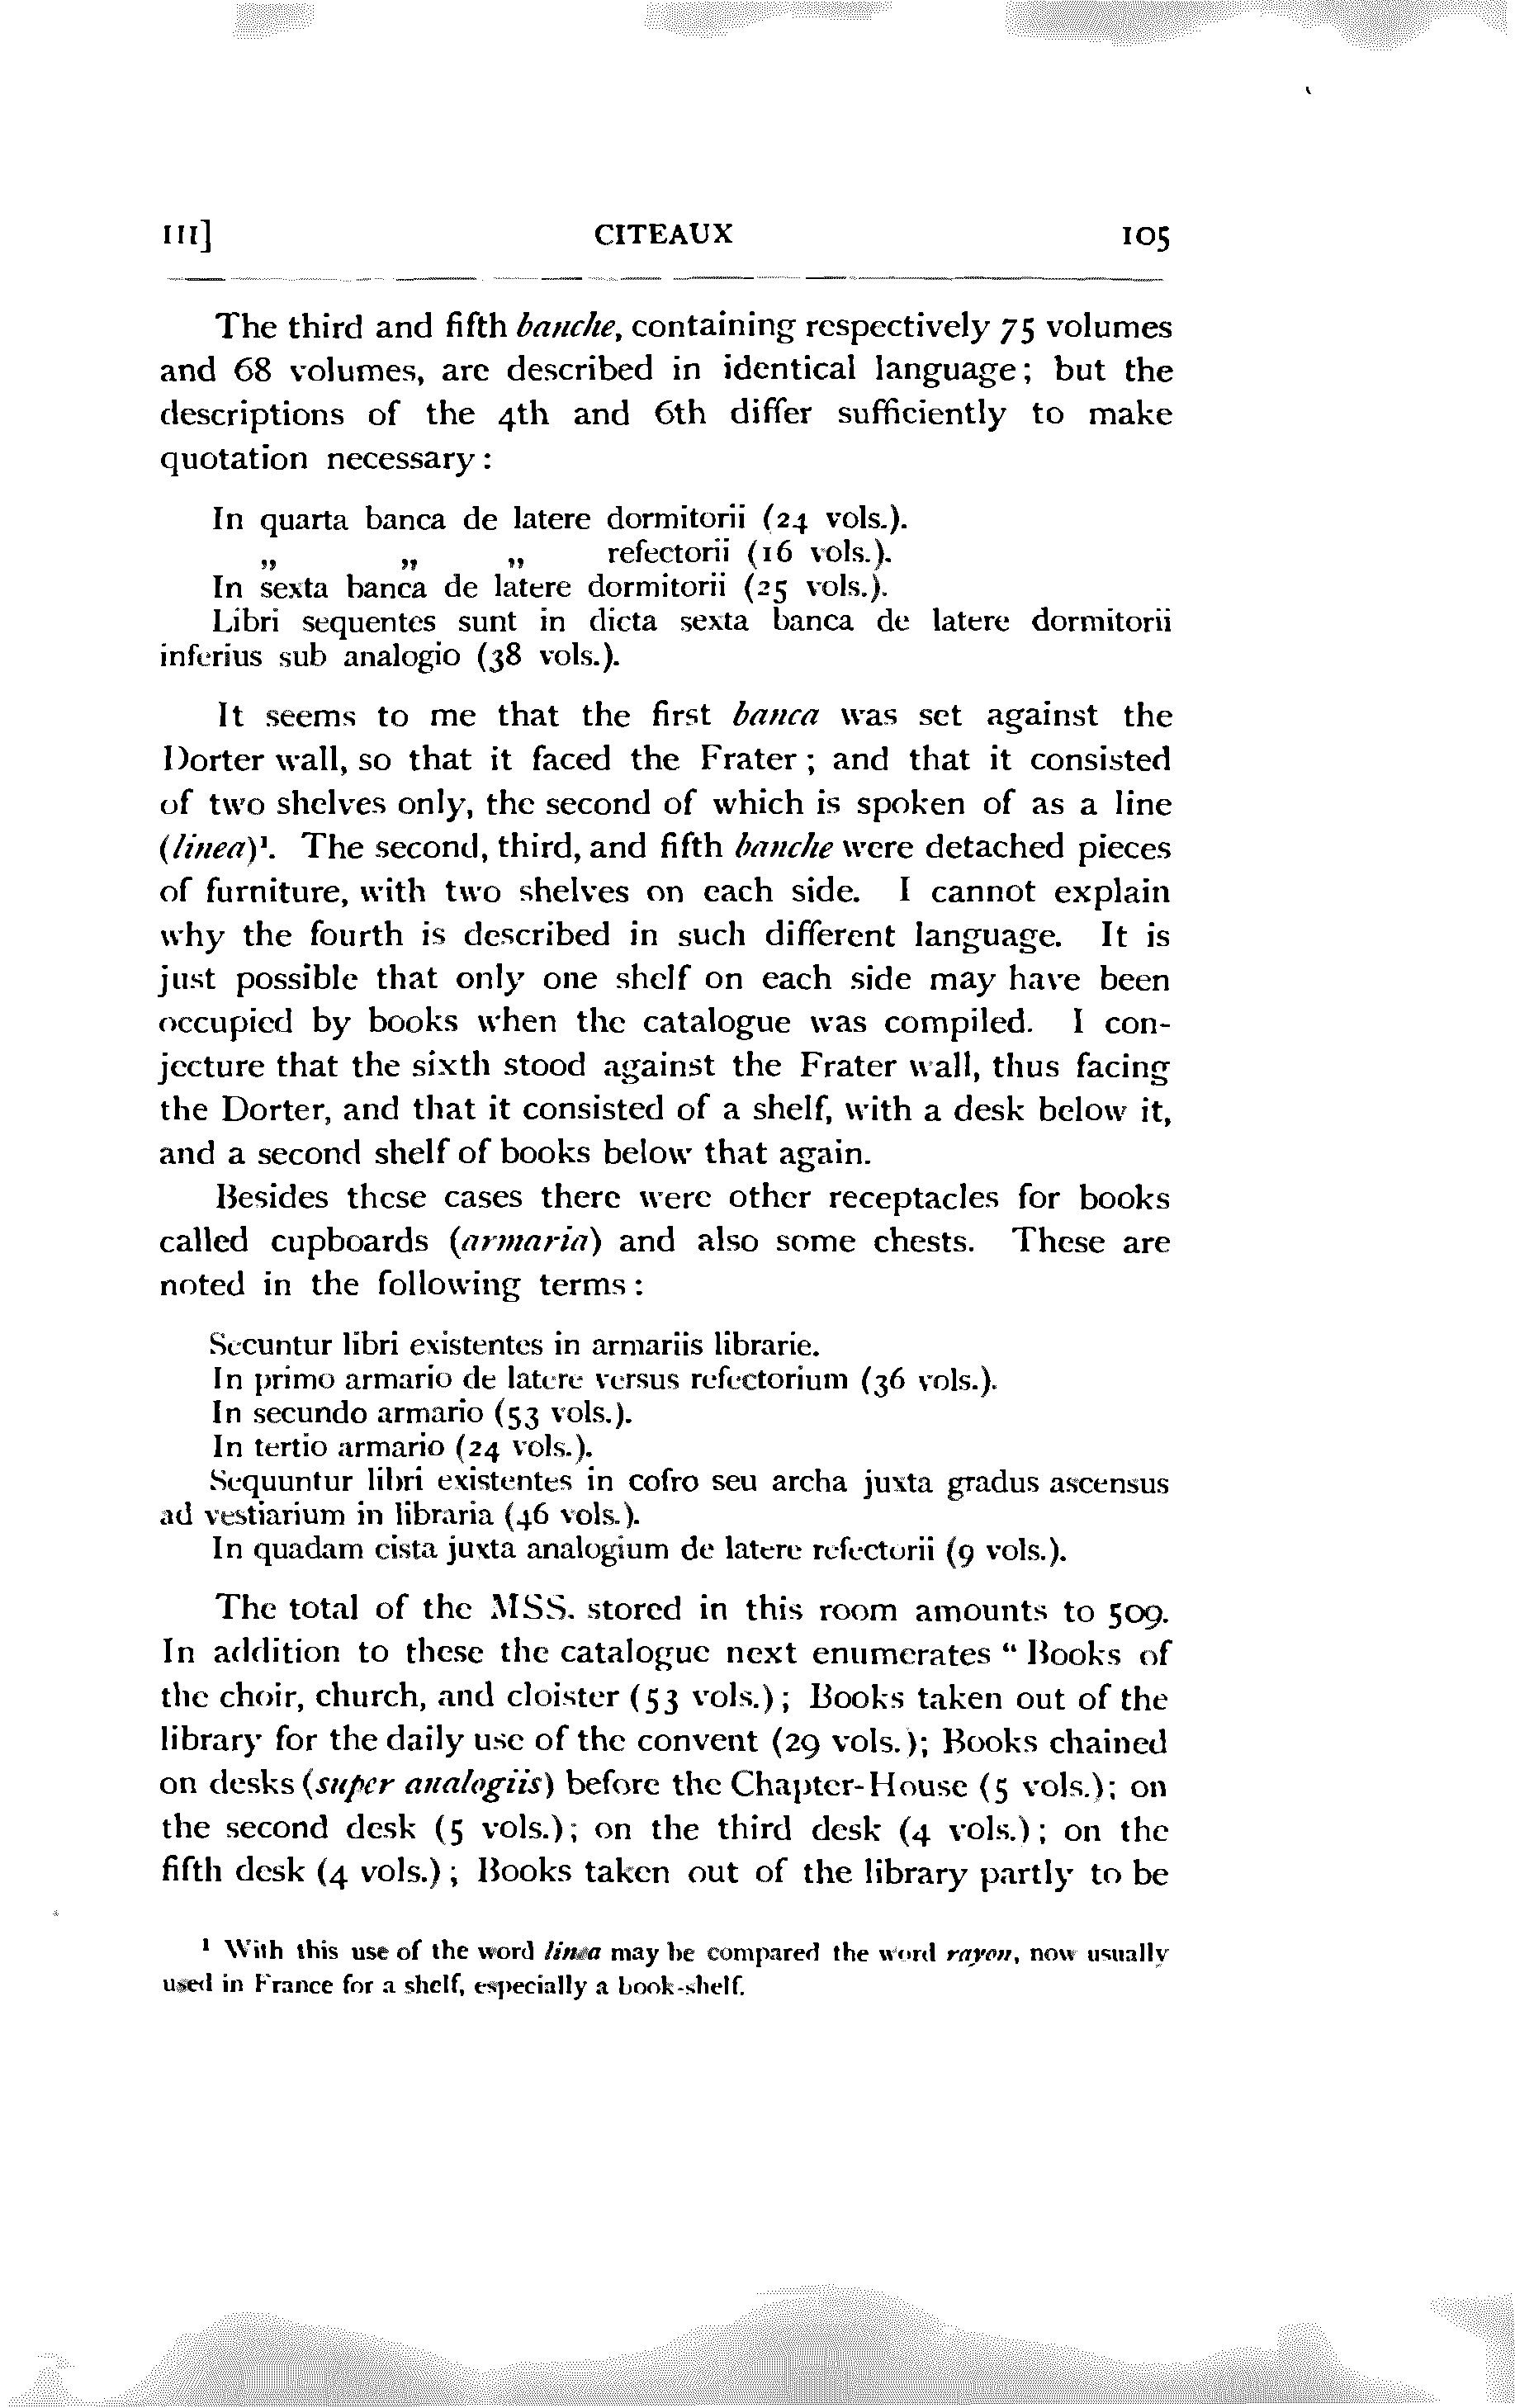 III] CITEAUX 105
The third and fifth banche, containing respectively 75 volumes
and 68 volumes, are described in identical language; but the
descriptions of the 4th and 6th differ sufficiently to make
quotation necessary:
In quarta banca de latere dormitorii (24 vols.).
„ „ „ refectorii (16 vols.).
In sexta banca de latere dormitorii (25 vols.).
Libri sequentes sunt in dicta sexta banca de latere dormitorii
inferius sub analogio (38 vols.).
It seems to me that the first banca was set against the
Dorter wall, so that it faced the Frater; and that it consisted
of two shelves only, the second of which is spoken of as a line
(linea)¹. The second, third, and fifth banche were detached pieces
of furniture, with two shelves on each side. I cannot explain
why the fourth is described in such different language. It is
just possible that only one shelf on each side may have been
occupied by books when the catalogue was compiled. I con-
jecture that the sixth stood against the Frater wall, thus facing
the Dorter, and that it consisted of a shelf, with a desk below it,
and a second shelf of books below that again.
Besides these cases there were other receptacles for books
called cupboards (armaria) and also some chests. These are
noted in the following terms:
Secuntur libri existentes in armariis librarie.
In primo armario de latere versus refectorium (36 vols.).
In secundo armario (53 vols.).
In tertio armario (24 vols.).
Sequuntur libri existentes in cofro seu archa juxta gradus ascensus
ad vestiarium in libraria (46 vols.).
In quadam cista juxta analogium de latere refectorii (9 vols.).
The total of the MSS. stored in this room amounts to 509.
In addition to these the catalogue next enumerates "Books of
the choir, church, and cloister (53 vols.); Books taken out of the
library for the daily use of the convent (29 vols.); Books chained
on desks (super analogiis) before the Chapter-House (5 vols.); on
the second desk (5 vols.); on the third desk (4 vols.); on the
fifth desk (4 vols.); Books taken out of the library partly to be
¹ With this use of the word linea may be compared the word rayon, now usually
used in France for a shelf, especially a book-shelf.